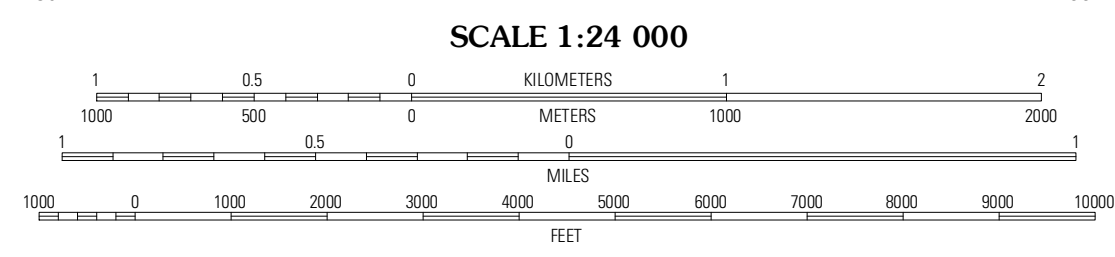 SCALE 1:24 000
1 0.5 0 KILOMETERS 1 2
1000 500 0 METERS 1000 2000
1 0.5 0 1
MILES
1000 0 1000 2000 3000 4000 5000 6000 7000 8000 9000 10000
FEET